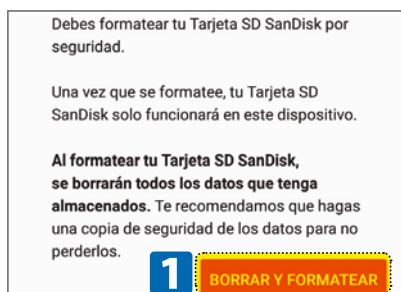 Debes formatear tu Tarjeta SD SanDisk por
seguridad.
Una vez que se formatee, tu Tarjeta SD
SanDisk solo funcionará en este dispositivo.
Al formatear tu Tarjeta SD SanDisk,
se borrarán todos los datos que tenga
almacenados. Te recomendamos que hagas
una copia de seguridad de los datos para no
perderlos.
1
BORRAR Y FORMATEAR